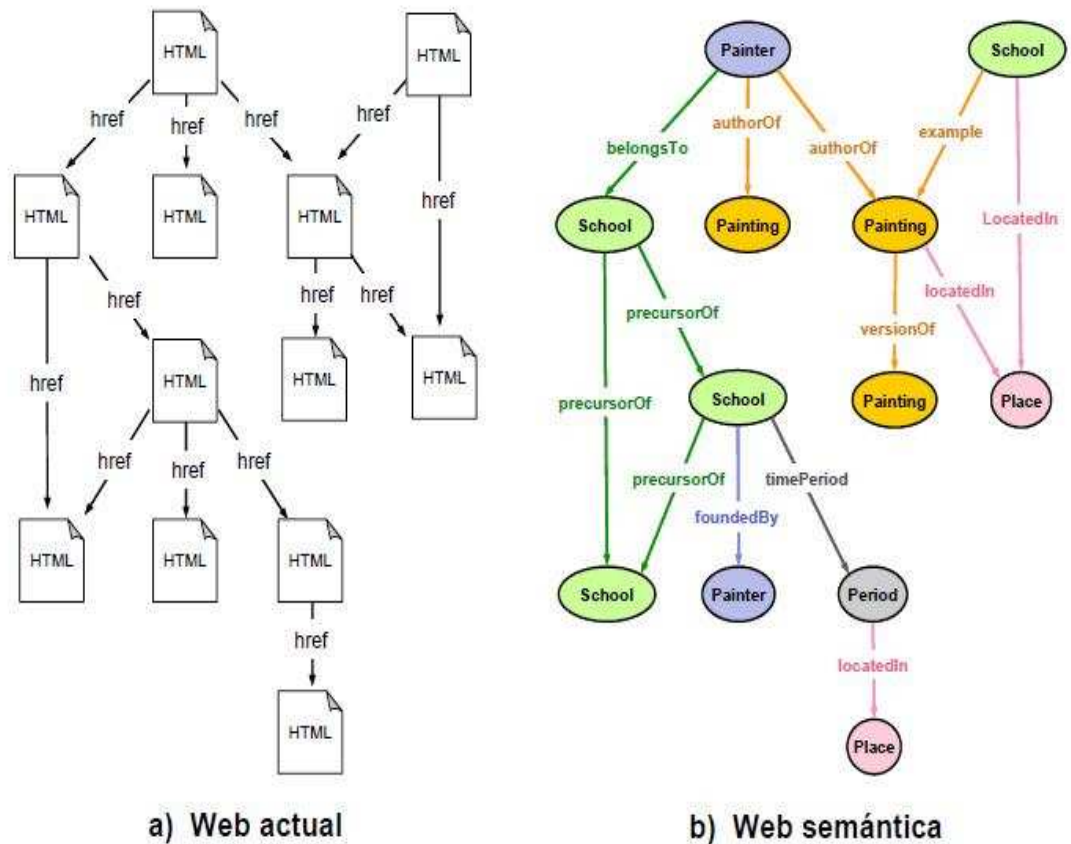 HTML
HTML
href
href
href
href
HTML
HTML
HTML
href
href
href
href
href
HTML
HTML
HTML
href
href
href
HTML
HTML
HTML
href
HTML
a) Web actual
Painter
School
authorOf
example
belongsTo
authorOf
School
Painting
Painting
LocatedIn
locatedIn
precursorOf
versionOf
School
Painting
Place
precursorOf
precursorOf
timePeriod
foundedBy
School
Painter
Period
locatedIn
Place
b) Web semántica